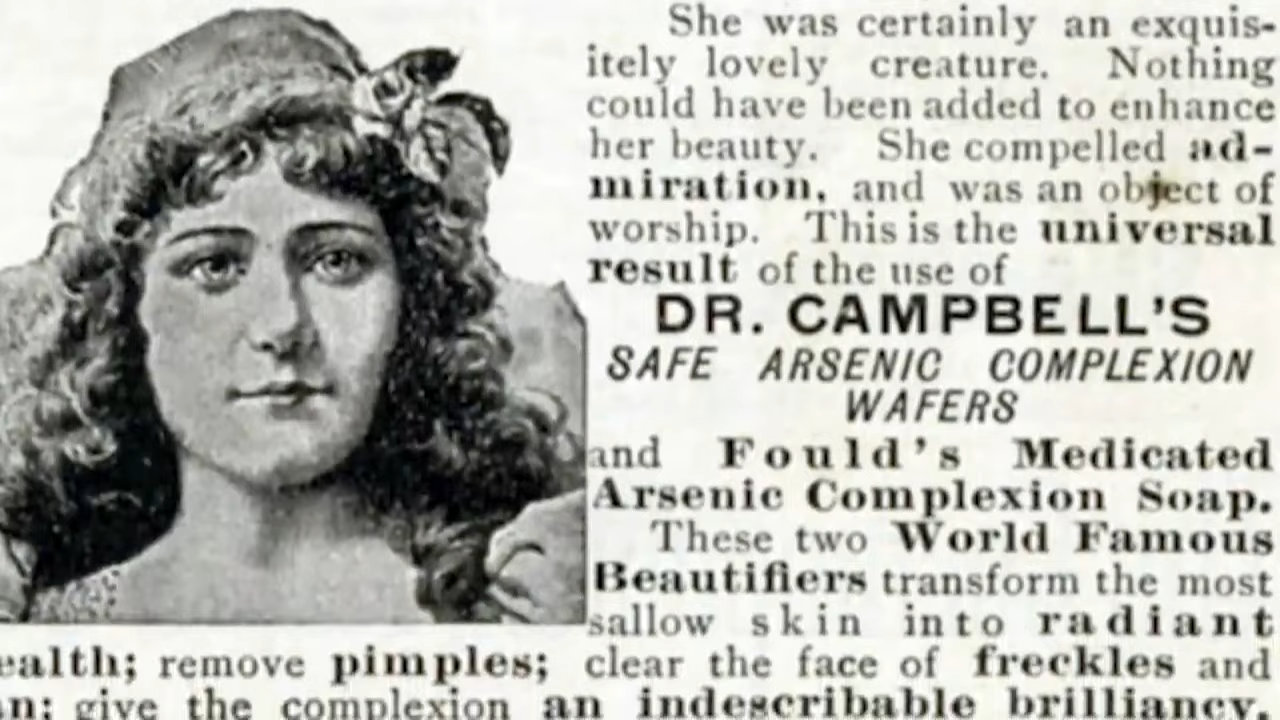 She was certainly an exquis-
itely lovely creature. Nothing
could have been added to enhance
her beauty. She compelled ad-
miration, and was an object of
worship. This is the universal
result of the use of
DR. CAMPBELL'S
SAFE ARSENIC COMPLEXION
WAFERS
and Fould's Medicated
Arsenic Complexion Soap.
These two World Famous
Beautifiers transform the most
sallow skin into radiant
ealth; remove pimples; clear the face of freckles and
an; give the complexion an indescribable brilliancy.